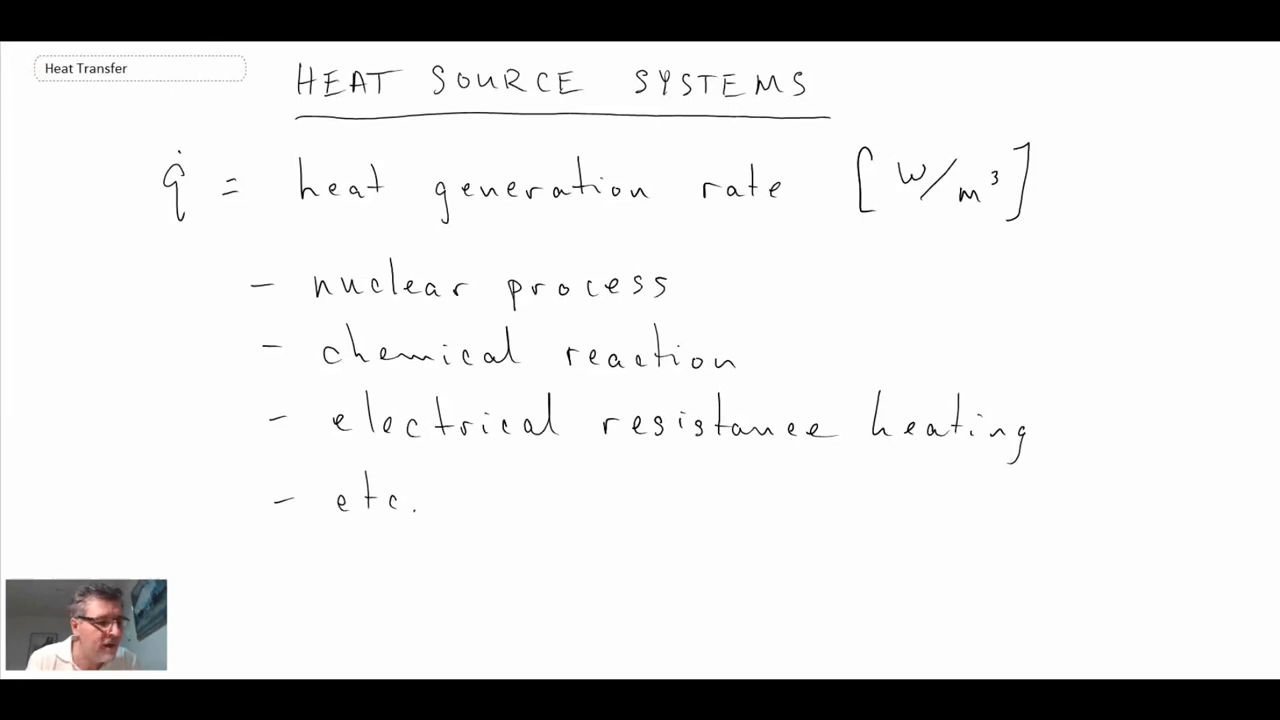 Heat Transfer
HEAT SOURCE SYSTEMS
q̇ = heat generation rate [W/m³]
- nuclear process
- chemical reaction
- electrical resistance heating
- etc.